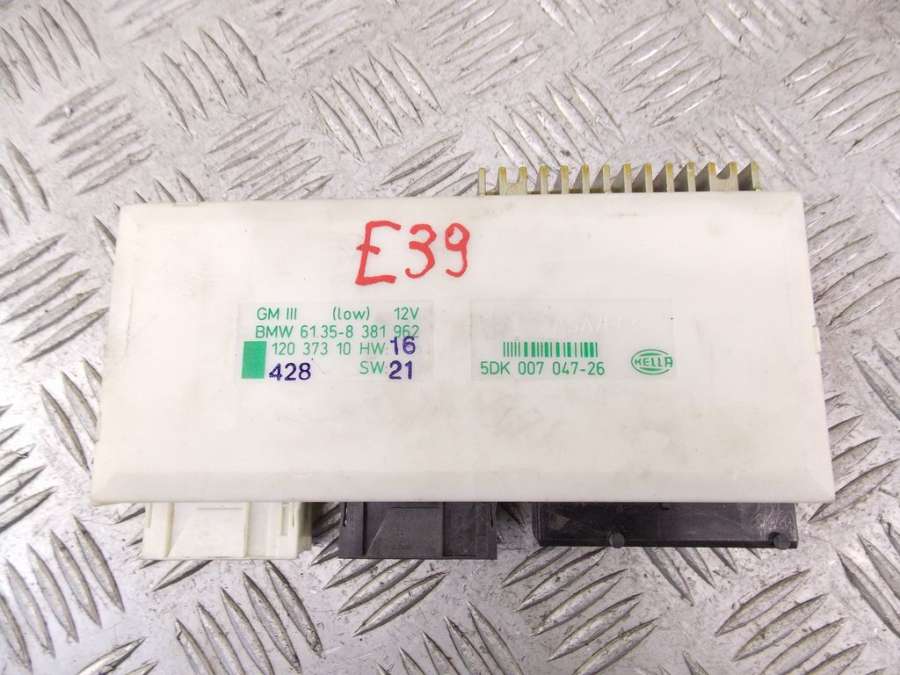 E39
GM III (low) 12V
BMW 61.35-8 381 962
120 373 10 HW: 16
428 SW: 21
5DK 007 047-26
HELLA